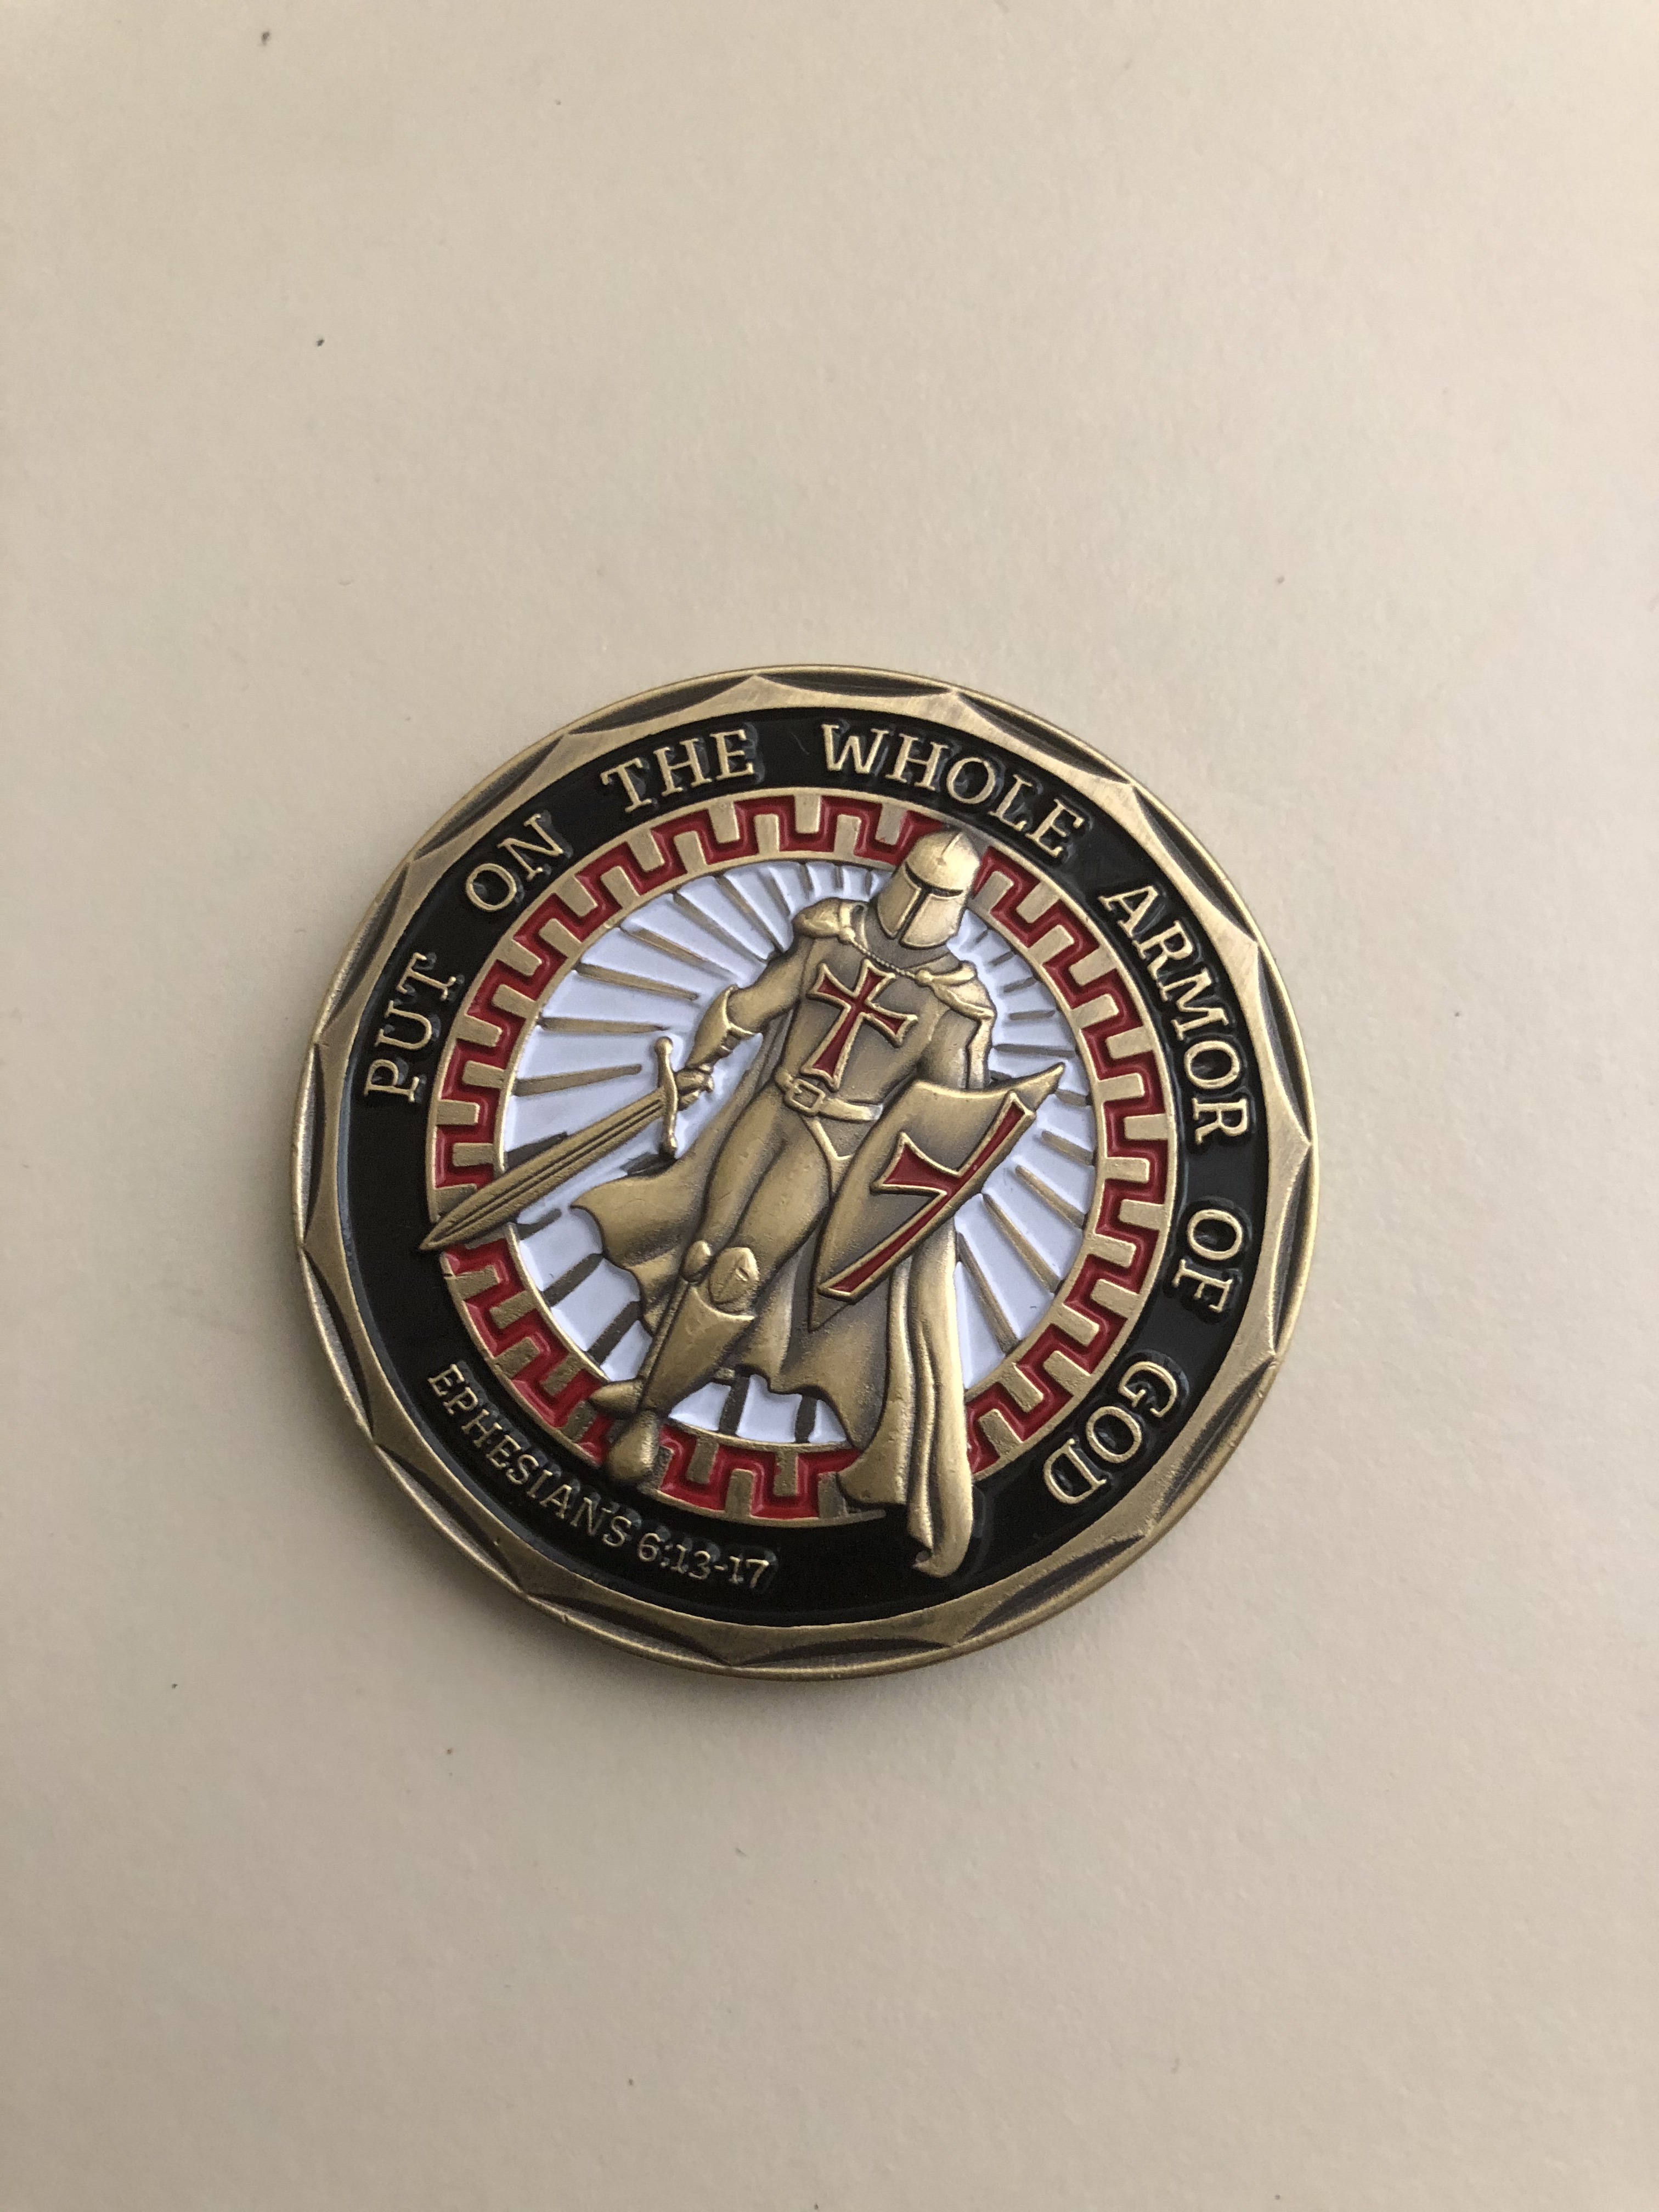 PUT ON THE WHOLE ARMOR OF GOD
EPHESIANS 6:13-17